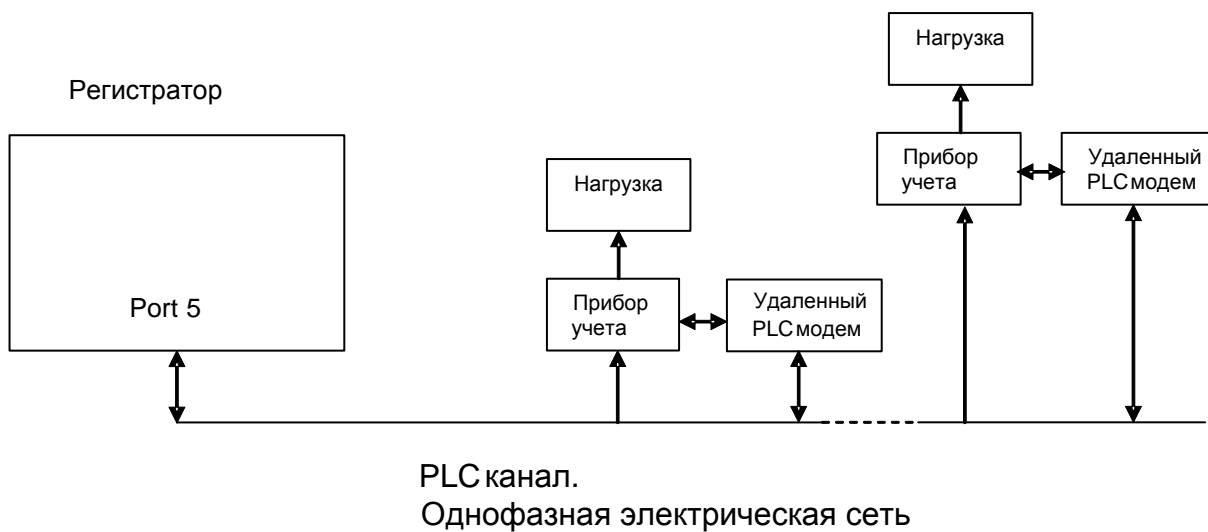 Нагрузка
Регистратор
Прибор
учета
Удаленный
PLC модем
Нагрузка
Port 5
Прибор
учета
Удаленный
PLC модем
PLC канал.
Однофазная электрическая сеть